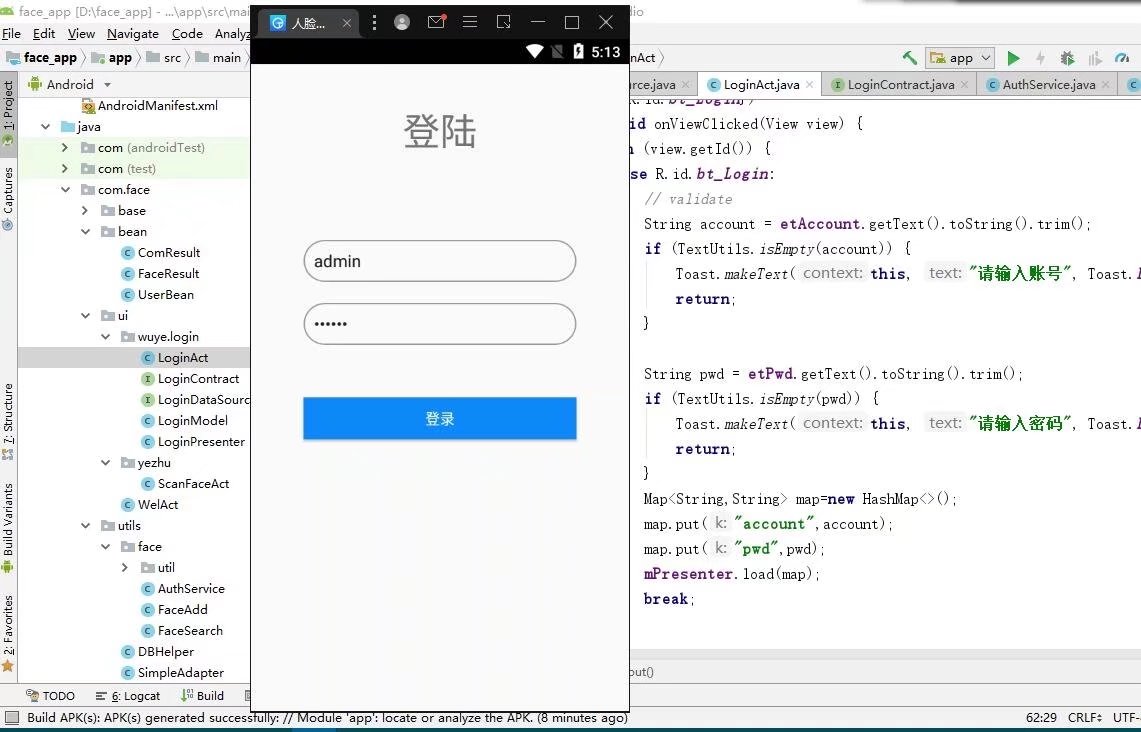 face_app [D:\face_app] - ...\app\src\mai
dio
File Edit View Navigate Code Analyz
face_app app src main
nAct
app
1: Project
Captures
7: Structure
Build Variants
2: Favorites
Android
AndroidManifest.xml
java
com (androidTest)
com (test)
com.face
base
bean
ComResult
FaceResult
UserBean
ui
wuye.login
LoginAct
LoginContract
LoginDataSourc
LoginModel
LoginPresenter
yezhu
ScanFaceAct
WelAct
utils
face
util
AuthService
FaceAdd
FaceSearch
DBHelper
SimpleAdapter
人脸...
5:13
登陆
admin
••••••
登录
rce.java LoginAct.java LoginContract.java AuthService.java
R.id.bt_Login})
id onViewClicked(View view) {
(view.getId()) {
se R.id.bt_Login:
// validate
String account = etAccount.getText().toString().trim();
if (TextUtils.isEmpty(account)) {
Toast.makeText( context: this, text: "请输入账号", Toast.
return;
}
String pwd = etPwd.getText().toString().trim();
if (TextUtils.isEmpty(pwd)) {
Toast.makeText( context: this, text: "请输入密码", Toast.
return;
}
Map<String,String> map=new HashMap<>();
map.put( k: "account",account);
map.put( k: "pwd",pwd);
mPresenter.load(map);
break;
out()
TODO 6: Logcat Build
Build APK(s): APK(s) generated successfully: // Module 'app': locate or analyze the APK. (8 minutes ago)
62:29 CRLF÷ UTF-